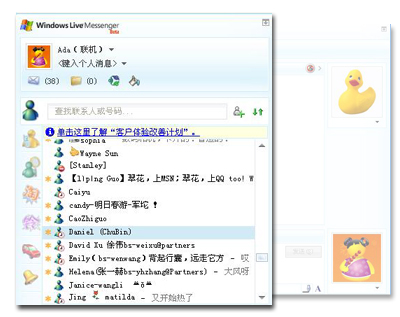 Windows Live Messenger
Beta
Ada (联机)
<键入个人消息>
(38) (0)
查找联系人或号码...
单击这里了解“客户体验改善计划”。
sophia
Wayne Sun
[Stanley]
【liping Guo】翠花，上MSN；翠花，上QQ too! W
Caiyu
candy-明日春游-军坨 !
CaoZhiguo
Daniel (ChuBin)
David Xu 徐伟bs-weixu@partners
Emily(bs-wenwang)背起行囊，远走它方 - 哎
Helena(张一赫bs-yhzhang@Partners) - 大风呀
Janice-wangli
Jing matilda - 又开始热了
A